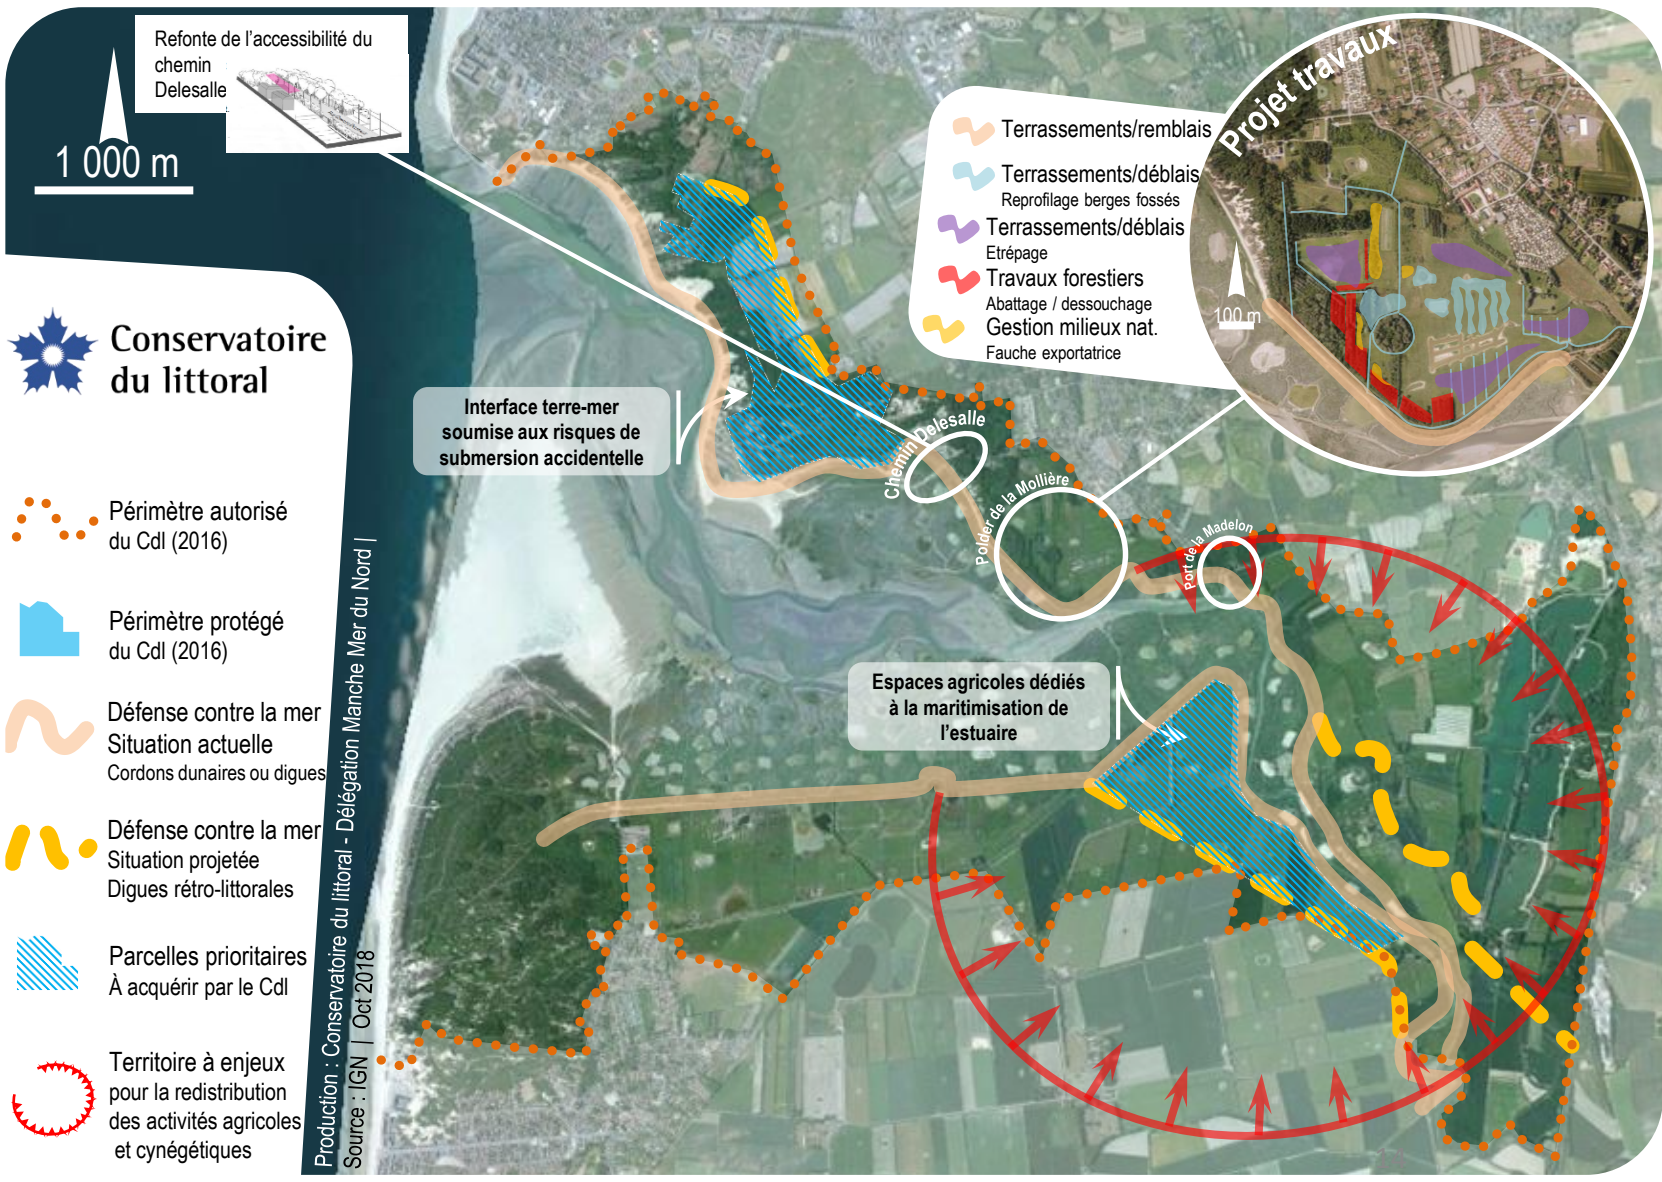 Refonte de l'accessibilité du
chemin
Delesalle
1 000 m
Conservatoire
du littoral
Périmètre autorisé
du Cdl (2016)
Périmètre protégé
du Cdl (2016)
Défense contre la mer
Situation actuelle
Cordons dunaires ou digues
Défense contre la mer
Situation projetée
Digues rétro-littorales
Parcelles prioritaires
À acquérir par le Cdl
Territoire à enjeux
pour la redistribution
des activités agricoles
et cynégétiques
Production : Conservatoire du littoral - Délégation Manche Mer du Nord |
Source : IGN | Oct 2018
Interface terre-mer
soumise aux risques de
submersion accidentelle
Chemin Delesalle
Polder de la Mollière
Port de la Madelon
Espaces agricoles dédiés
à la maritimisation de
l'estuaire
Terrassements/remblais
Terrassements/déblais
Reprofilage berges fossés
Terrassements/déblais
Etrépage
Travaux forestiers
Abattage / dessouchage
Gestion milieux nat.
Fauche exportatrice
Projet travaux
100 m